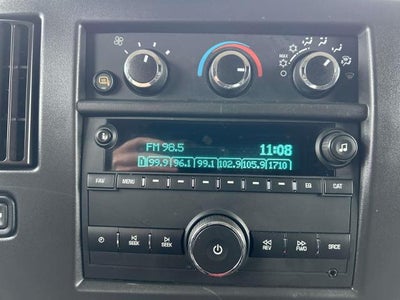 MAX
FM 98.5 11:08
99.9 96.1 99.1 102.9 105.9 1710
FAV MENU EQ CAT
SEEK SEEK REV FWD SRCE